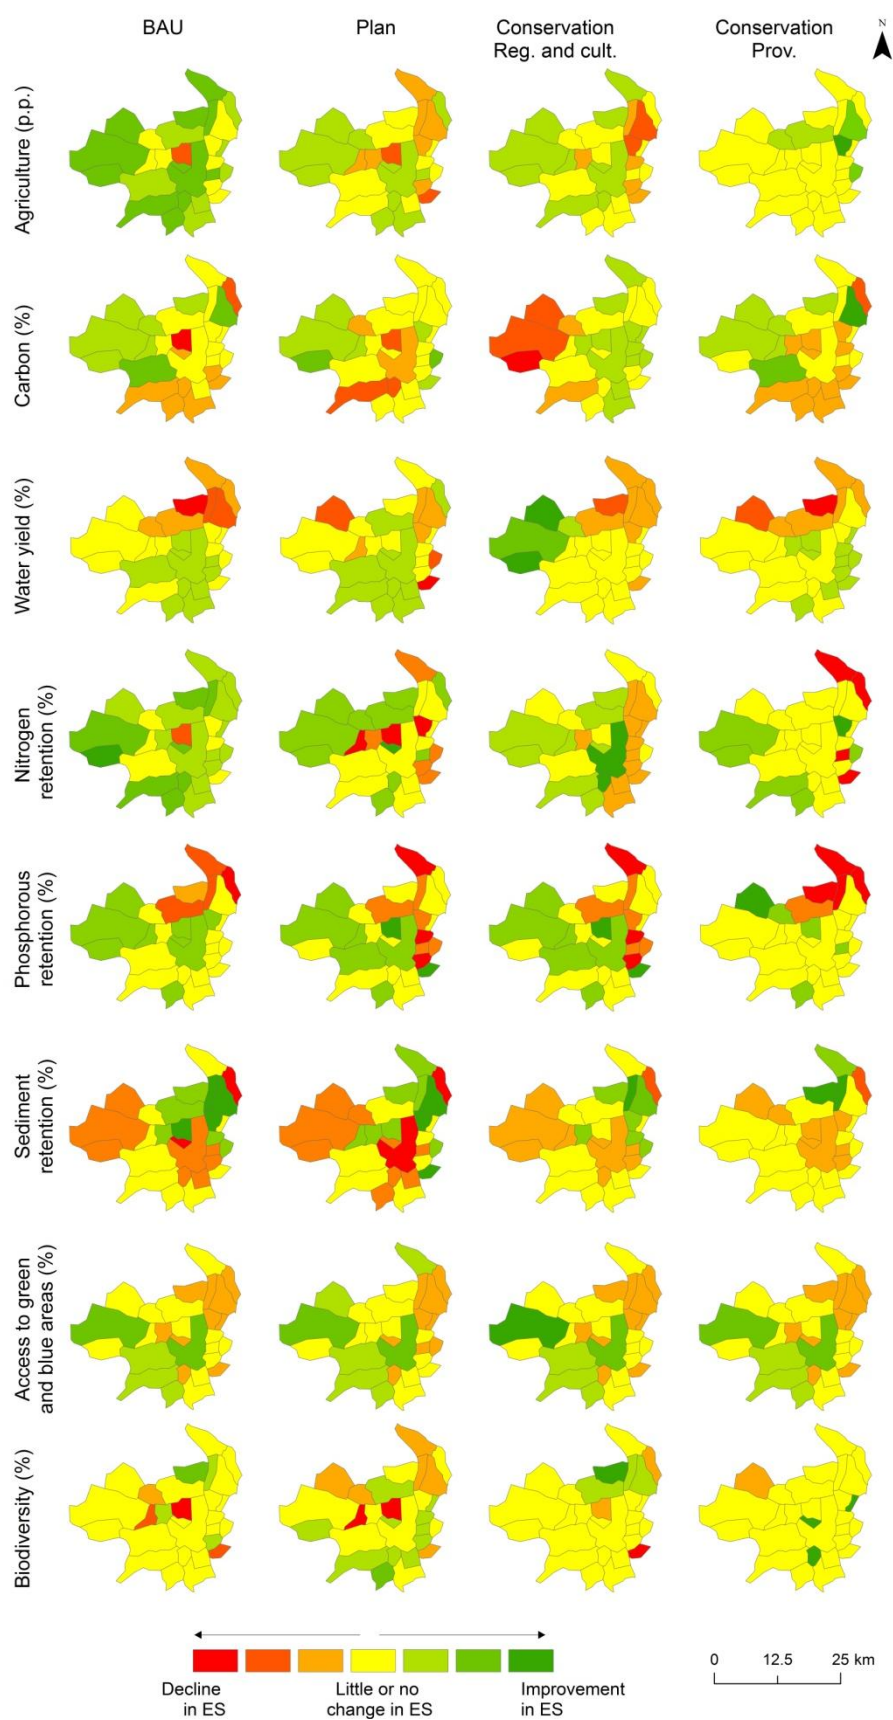 BAU
Plan
Conservation
Reg. and cult.
Conservation
Prov.
N
Agriculture (p.p.)
Carbon (%)
Water yield (%)
Nitrogen
retention (%)
Phosphorous
retention (%)
Sediment
retention (%)
Access to green
and blue areas (%)
Biodiversity (%)
Decline
in ES
Little or no
change in ES
Improvement
in ES
0 12.5 25 km